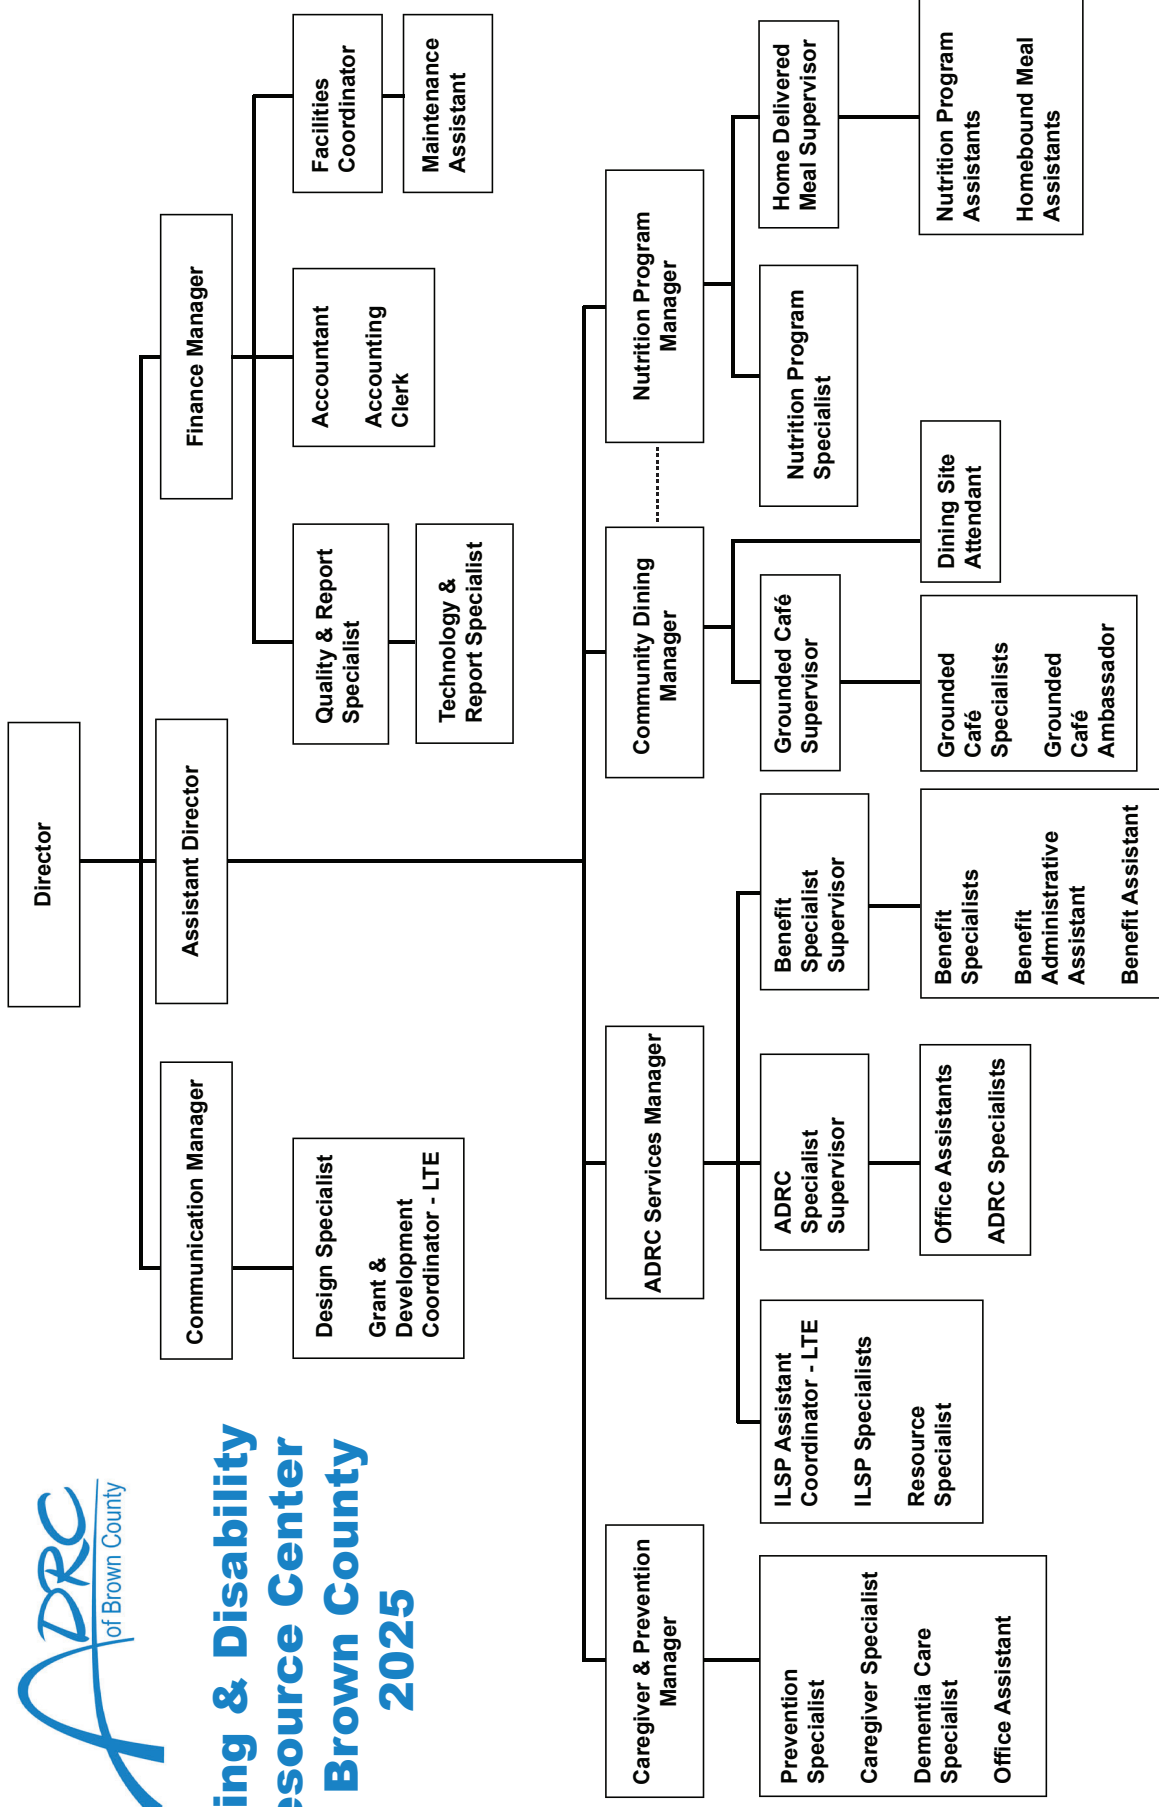 ADRC
of Brown County
ing & Disability
esource Center
Brown County
2025
Director
Communication Manager
Assistant Director
Finance Manager
Design Specialist
Grant &
Development
Coordinator - LTE
Quality & Report
Specialist
Technology &
Report Specialist
Accountant
Accounting
Clerk
Facilities
Coordinator
Maintenance
Assistant
Caregiver & Prevention
Manager
ADRC Services Manager
Community Dining
Manager
Nutrition Program
Manager
Prevention
Specialist
Caregiver Specialist
Dementia Care
Specialist
Office Assistant
ILSP Assistant
Coordinator - LTE
ILSP Specialists
Resource
Specialist
ADRC
Specialist
Supervisor
Office Assistants
ADRC Specialists
Benefit
Specialist
Supervisor
Benefit
Specialists
Benefit
Administrative
Assistant
Benefit Assistant
Grounded Café
Supervisor
Grounded
Café
Specialists
Grounded
Café
Ambassador
Dining Site
Attendant
Nutrition Program
Specialist
Home Delivered
Meal Supervisor
Nutrition Program
Assistants
Homebound Meal
Assistants